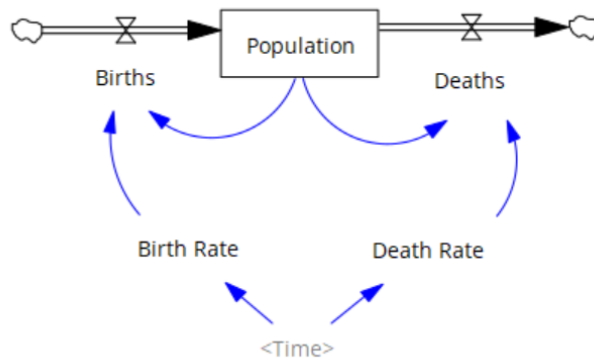 Population
Births
Deaths
Birth Rate
Death Rate
<Time>